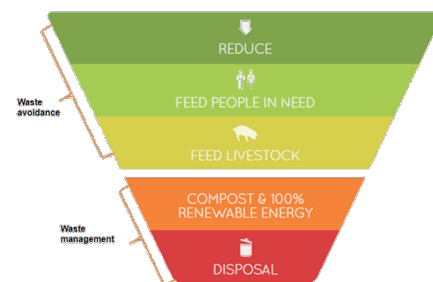 REDUCE
FEED PEOPLE IN NEED
Waste
avoidance
FEED LIVESTOCK
COMPOST & 100%
RENEWABLE ENERGY
Waste
management
DISPOSAL